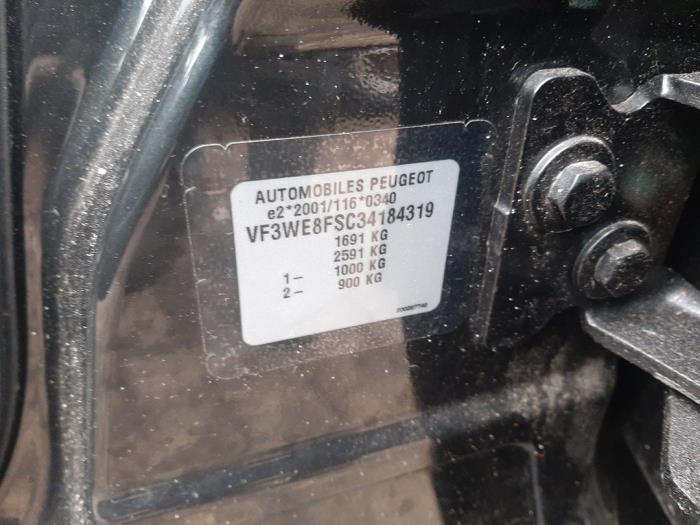 AUTOMOBILES PEUGEOT
e2*2001/116*0340
VF3WE8FSC34184319
1691 KG
2591 KG
1– 1000 KG
2– 900 KG